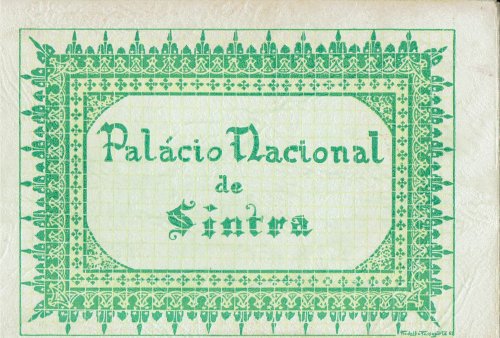 Palácio Nacional
de
Sintra